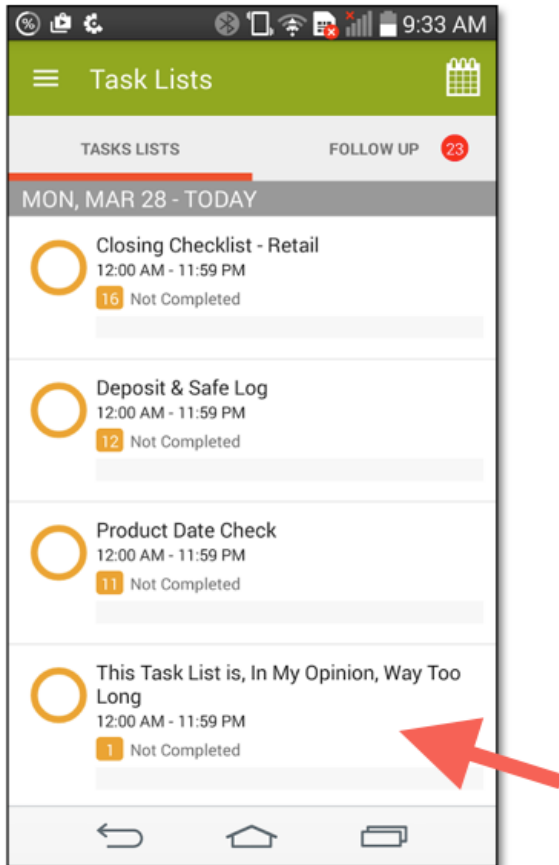 9:33 AM
Task Lists
TASKS LISTS FOLLOW UP 23
MON, MAR 28 - TODAY
Closing Checklist - Retail
12:00 AM - 11:59 PM
16 Not Completed
Deposit & Safe Log
12:00 AM - 11:59 PM
12 Not Completed
Product Date Check
12:00 AM - 11:59 PM
11 Not Completed
This Task List is, In My Opinion, Way Too
Long
12:00 AM - 11:59 PM
1 Not Completed